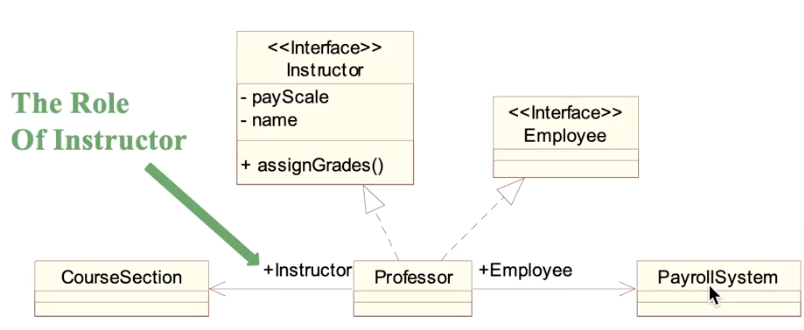 <<Interface>>
Instructor
- payScale
- name
+ assignGrades()
The Role
Of Instructor
<<Interface>>
Employee
+Instructor
+Employee
CourseSection
Professor
PayrollSystem